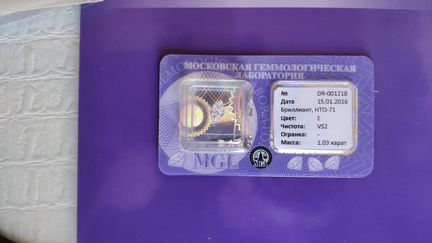 МОСКОВСКАЯ ГЕММОЛОГИЧЕСКАЯ
ЛАБОРАТОРИЯ
№ DR-001218
Дата 15.01.2016
Бриллиант, НТО-71
Цвет: E
Чистота: VS2
Огранка: -
Масса: 1.03 карат
MGL